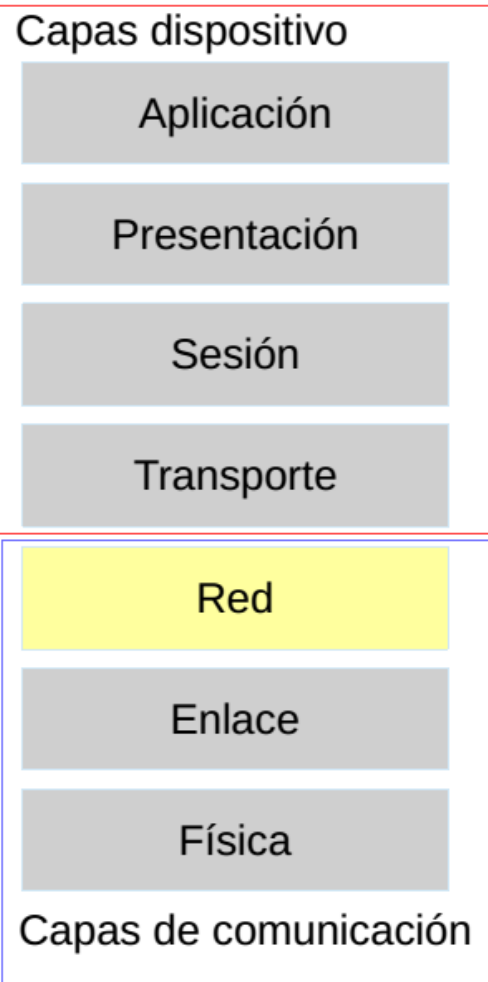 Capas dispositivo
Aplicación
Presentación
Sesión
Transporte
Red
Enlace
Física
Capas de comunicación